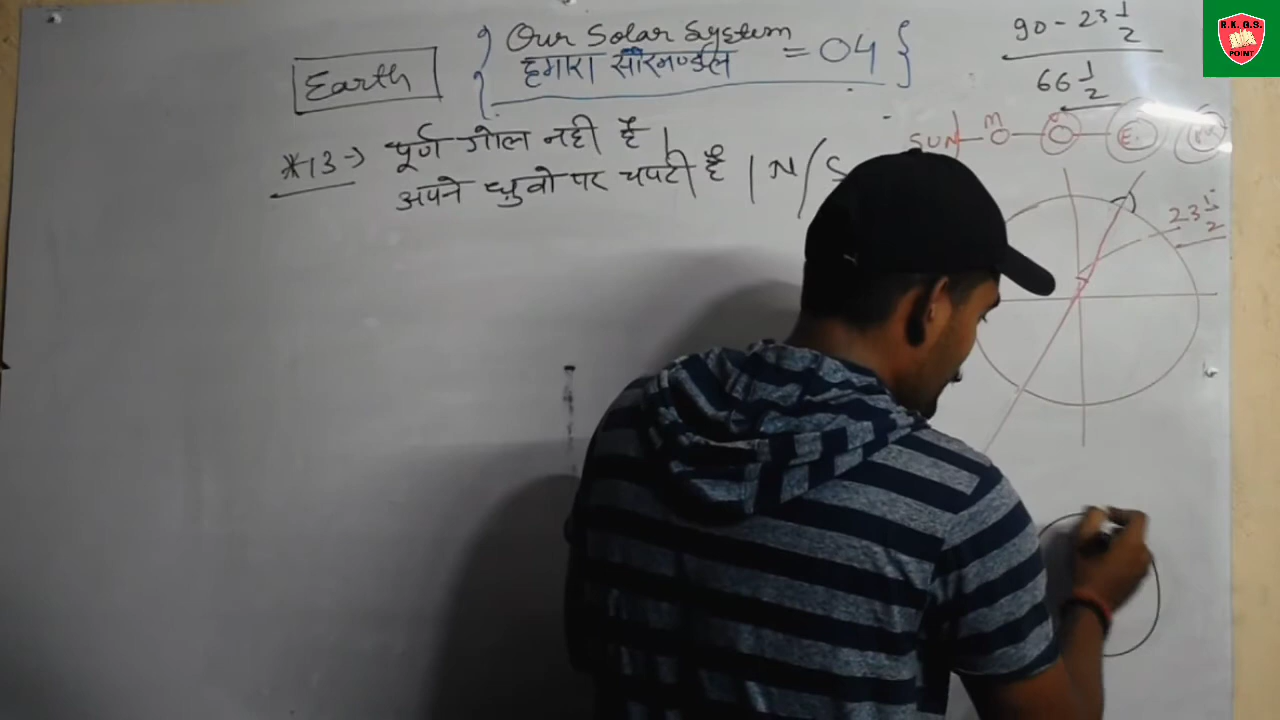 Our Solar System
हमारा सौरमण्डल = 04
Earth
*13 → पूर्ण गोल नही है |
अपने ध्रुवो पर चपटी है | N/S
90 - 23 1/2
66 1/2
SUN M V E
23 1/2
R.K. G.S.
POINT